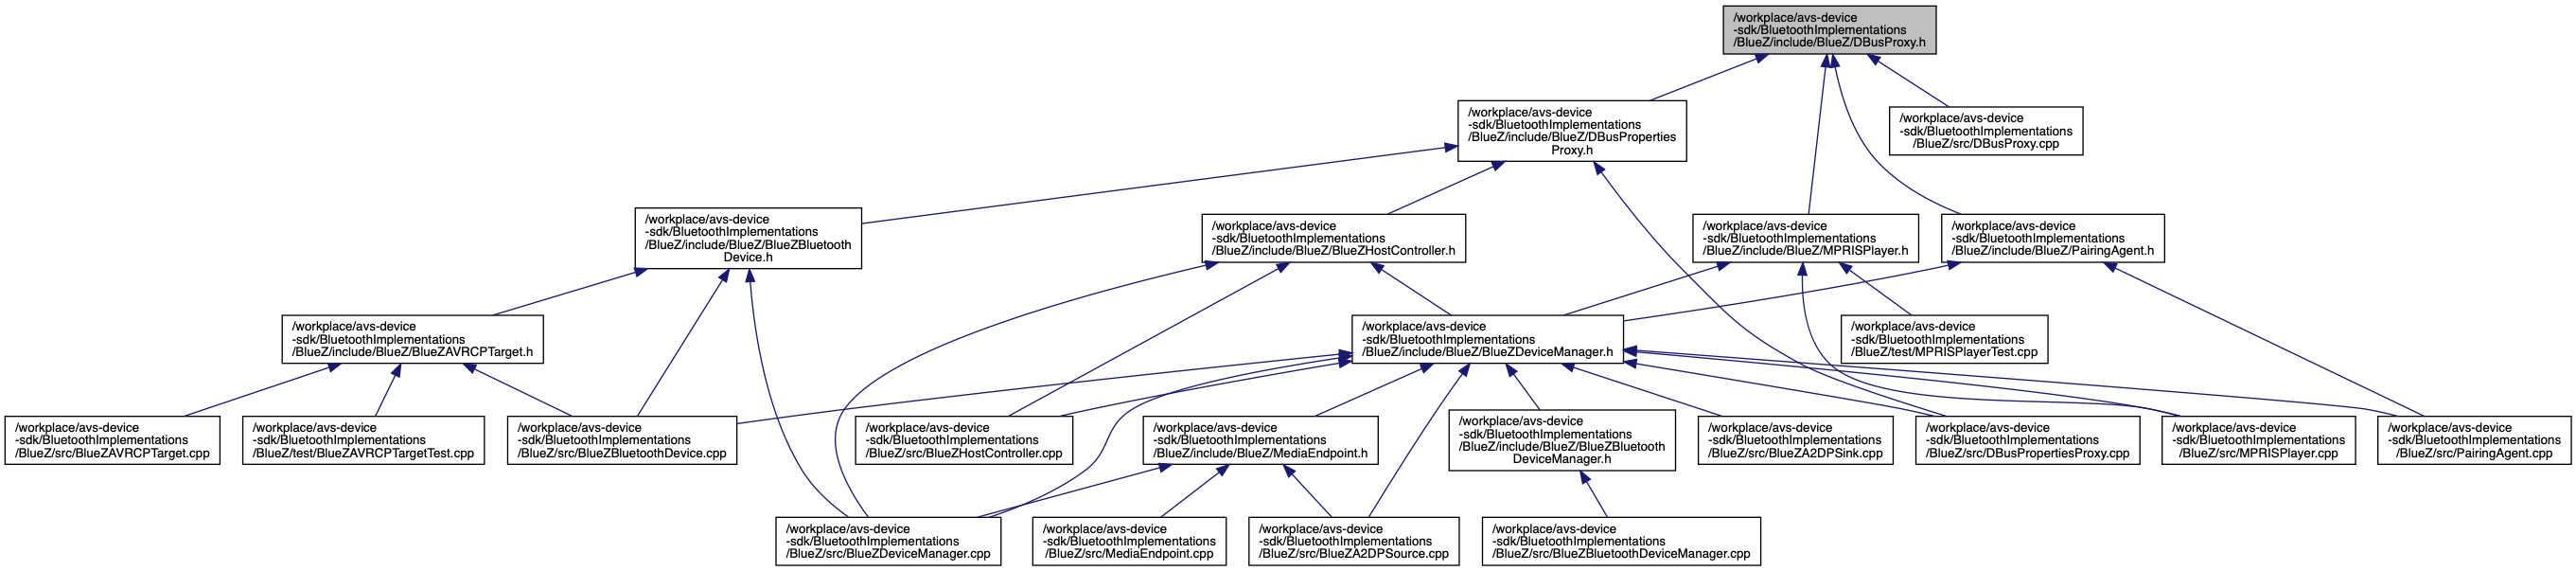 /workplace/avs-device
-sdk/BluetoothImplementations
/BlueZ/include/BlueZ/DBusProxy.h
/workplace/avs-device
-sdk/BluetoothImplementations
/BlueZ/include/BlueZ/DBusProperties
Proxy.h
/workplace/avs-device
-sdk/BluetoothImplementations
/BlueZ/src/DBusProxy.cpp
/workplace/avs-device
-sdk/BluetoothImplementations
/BlueZ/include/BlueZ/BlueZBluetooth
Device.h
/workplace/avs-device
-sdk/BluetoothImplementations
/BlueZ/include/BlueZ/BlueZHostController.h
/workplace/avs-device
-sdk/BluetoothImplementations
/BlueZ/include/BlueZ/MPRISPlayer.h
/workplace/avs-device
-sdk/BluetoothImplementations
/BlueZ/include/BlueZ/PairingAgent.h
/workplace/avs-device
-sdk/BluetoothImplementations
/BlueZ/include/BlueZ/BlueZAVRCPTarget.h
/workplace/avs-device
-sdk/BluetoothImplementations
/BlueZ/include/BlueZ/BlueZDeviceManager.h
/workplace/avs-device
-sdk/BluetoothImplementations
/BlueZ/test/MPRISPlayerTest.cpp
/workplace/avs-device
-sdk/BluetoothImplementations
/BlueZ/src/BlueZAVRCPTarget.cpp
/workplace/avs-device
-sdk/BluetoothImplementations
/BlueZ/test/BlueZAVRCPTargetTest.cpp
/workplace/avs-device
-sdk/BluetoothImplementations
/BlueZ/src/BlueZBluetoothDevice.cpp
/workplace/avs-device
-sdk/BluetoothImplementations
/BlueZ/src/BlueZHostController.cpp
/workplace/avs-device
-sdk/BluetoothImplementations
/BlueZ/include/BlueZ/MediaEndpoint.h
/workplace/avs-device
-sdk/BluetoothImplementations
/BlueZ/include/BlueZ/BlueZBluetooth
DeviceManager.h
/workplace/avs-device
-sdk/BluetoothImplementations
/BlueZ/src/BlueZA2DPSink.cpp
/workplace/avs-device
-sdk/BluetoothImplementations
/BlueZ/src/DBusPropertiesProxy.cpp
/workplace/avs-device
-sdk/BluetoothImplementations
/BlueZ/src/MPRISPlayer.cpp
/workplace/avs-device
-sdk/BluetoothImplementations
/BlueZ/src/PairingAgent.cpp
/workplace/avs-device
-sdk/BluetoothImplementations
/BlueZ/src/BlueZDeviceManager.cpp
/workplace/avs-device
-sdk/BluetoothImplementations
/BlueZ/src/MediaEndpoint.cpp
/workplace/avs-device
-sdk/BluetoothImplementations
/BlueZ/src/BlueZA2DPSource.cpp
/workplace/avs-device
-sdk/BluetoothImplementations
/BlueZ/src/BlueZBluetoothDeviceManager.cpp